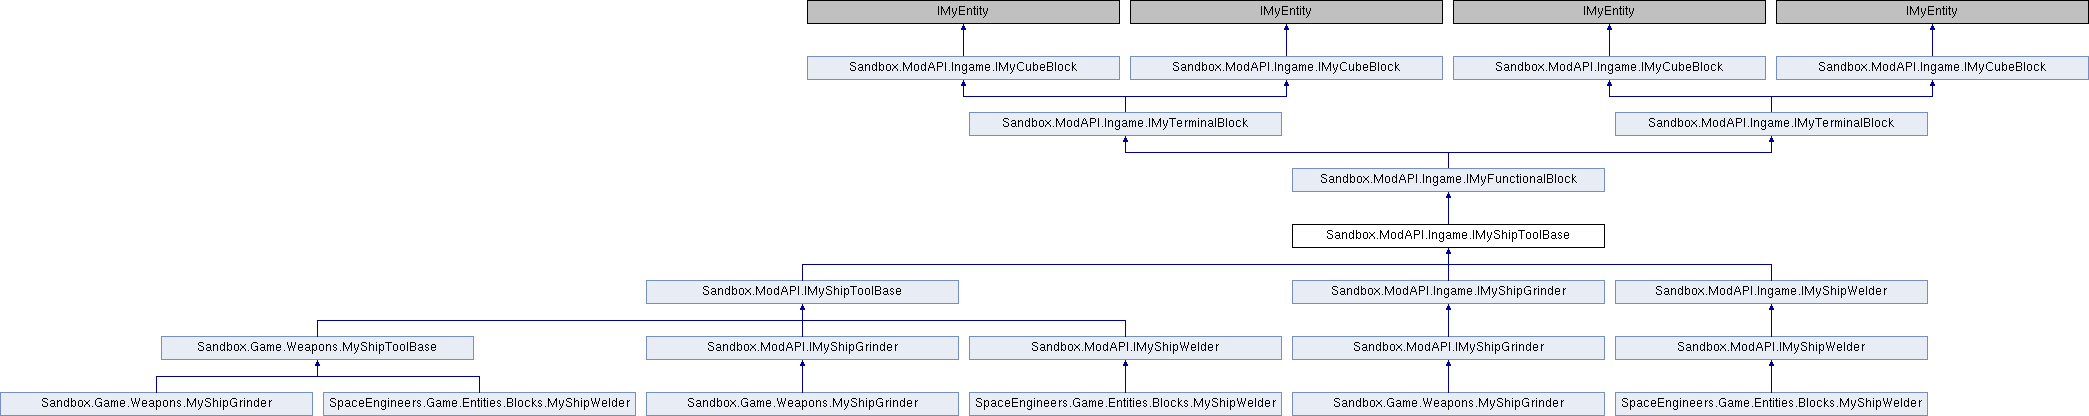 IMyEntity
IMyEntity
IMyEntity
IMyEntity
Sandbox.ModAPI.Ingame.IMyCubeBlock
Sandbox.ModAPI.Ingame.IMyCubeBlock
Sandbox.ModAPI.Ingame.IMyCubeBlock
Sandbox.ModAPI.Ingame.IMyCubeBlock
Sandbox.ModAPI.Ingame.IMyTerminalBlock
Sandbox.ModAPI.Ingame.IMyTerminalBlock
Sandbox.ModAPI.Ingame.IMyFunctionalBlock
Sandbox.ModAPI.Ingame.IMyShipToolBase
Sandbox.ModAPI.IMyShipToolBase
Sandbox.ModAPI.Ingame.IMyShipGrinder
Sandbox.ModAPI.Ingame.IMyShipWelder
Sandbox.Game.Weapons.MyShipToolBase
Sandbox.ModAPI.IMyShipGrinder
Sandbox.ModAPI.IMyShipWelder
Sandbox.ModAPI.IMyShipGrinder
Sandbox.ModAPI.IMyShipWelder
Sandbox.Game.Weapons.MyShipGrinder
SpaceEngineers.Game.Entities.Blocks.MyShipWelder
Sandbox.Game.Weapons.MyShipGrinder
SpaceEngineers.Game.Entities.Blocks.MyShipWelder
Sandbox.Game.Weapons.MyShipGrinder
SpaceEngineers.Game.Entities.Blocks.MyShipWelder